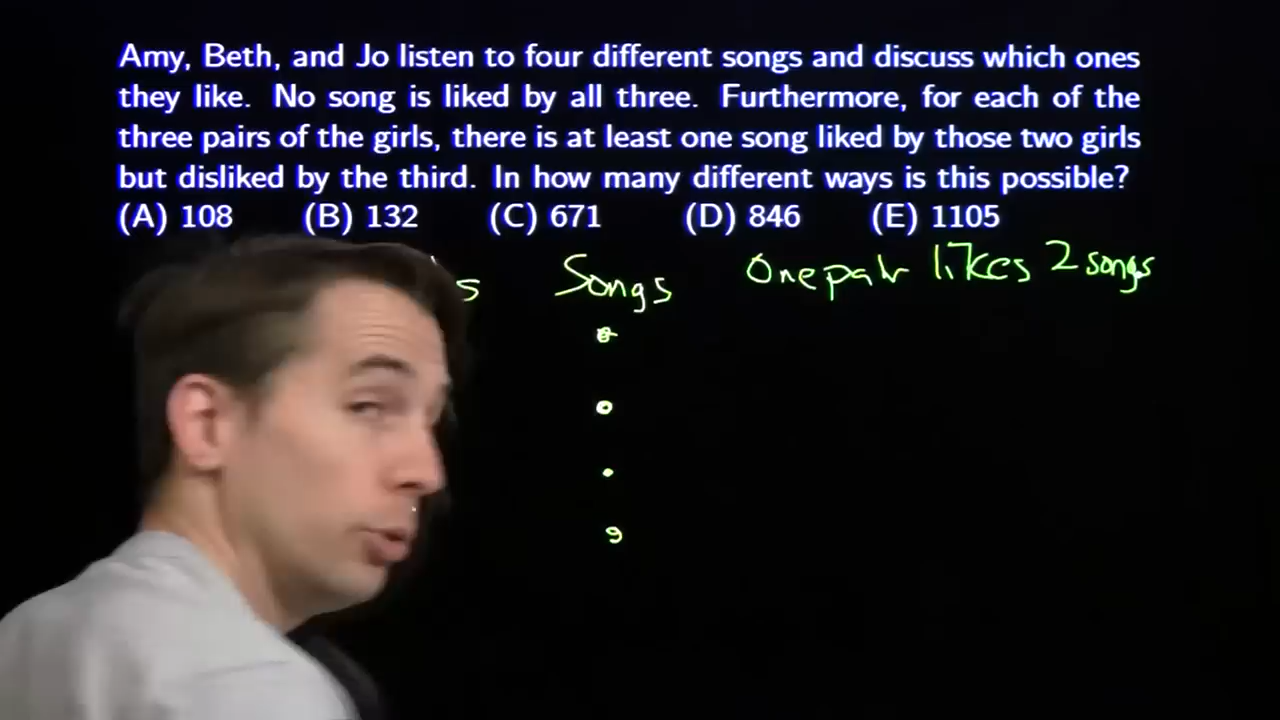 Amy, Beth, and Jo listen to four different songs and discuss which ones
they like. No song is liked by all three. Furthermore, for each of the
three pairs of the girls, there is at least one song liked by those two girls
but disliked by the third. In how many different ways is this possible?
(A) 108 (B) 132 (C) 671 (D) 846 (E) 1105
Songs One pair likes 2 songs